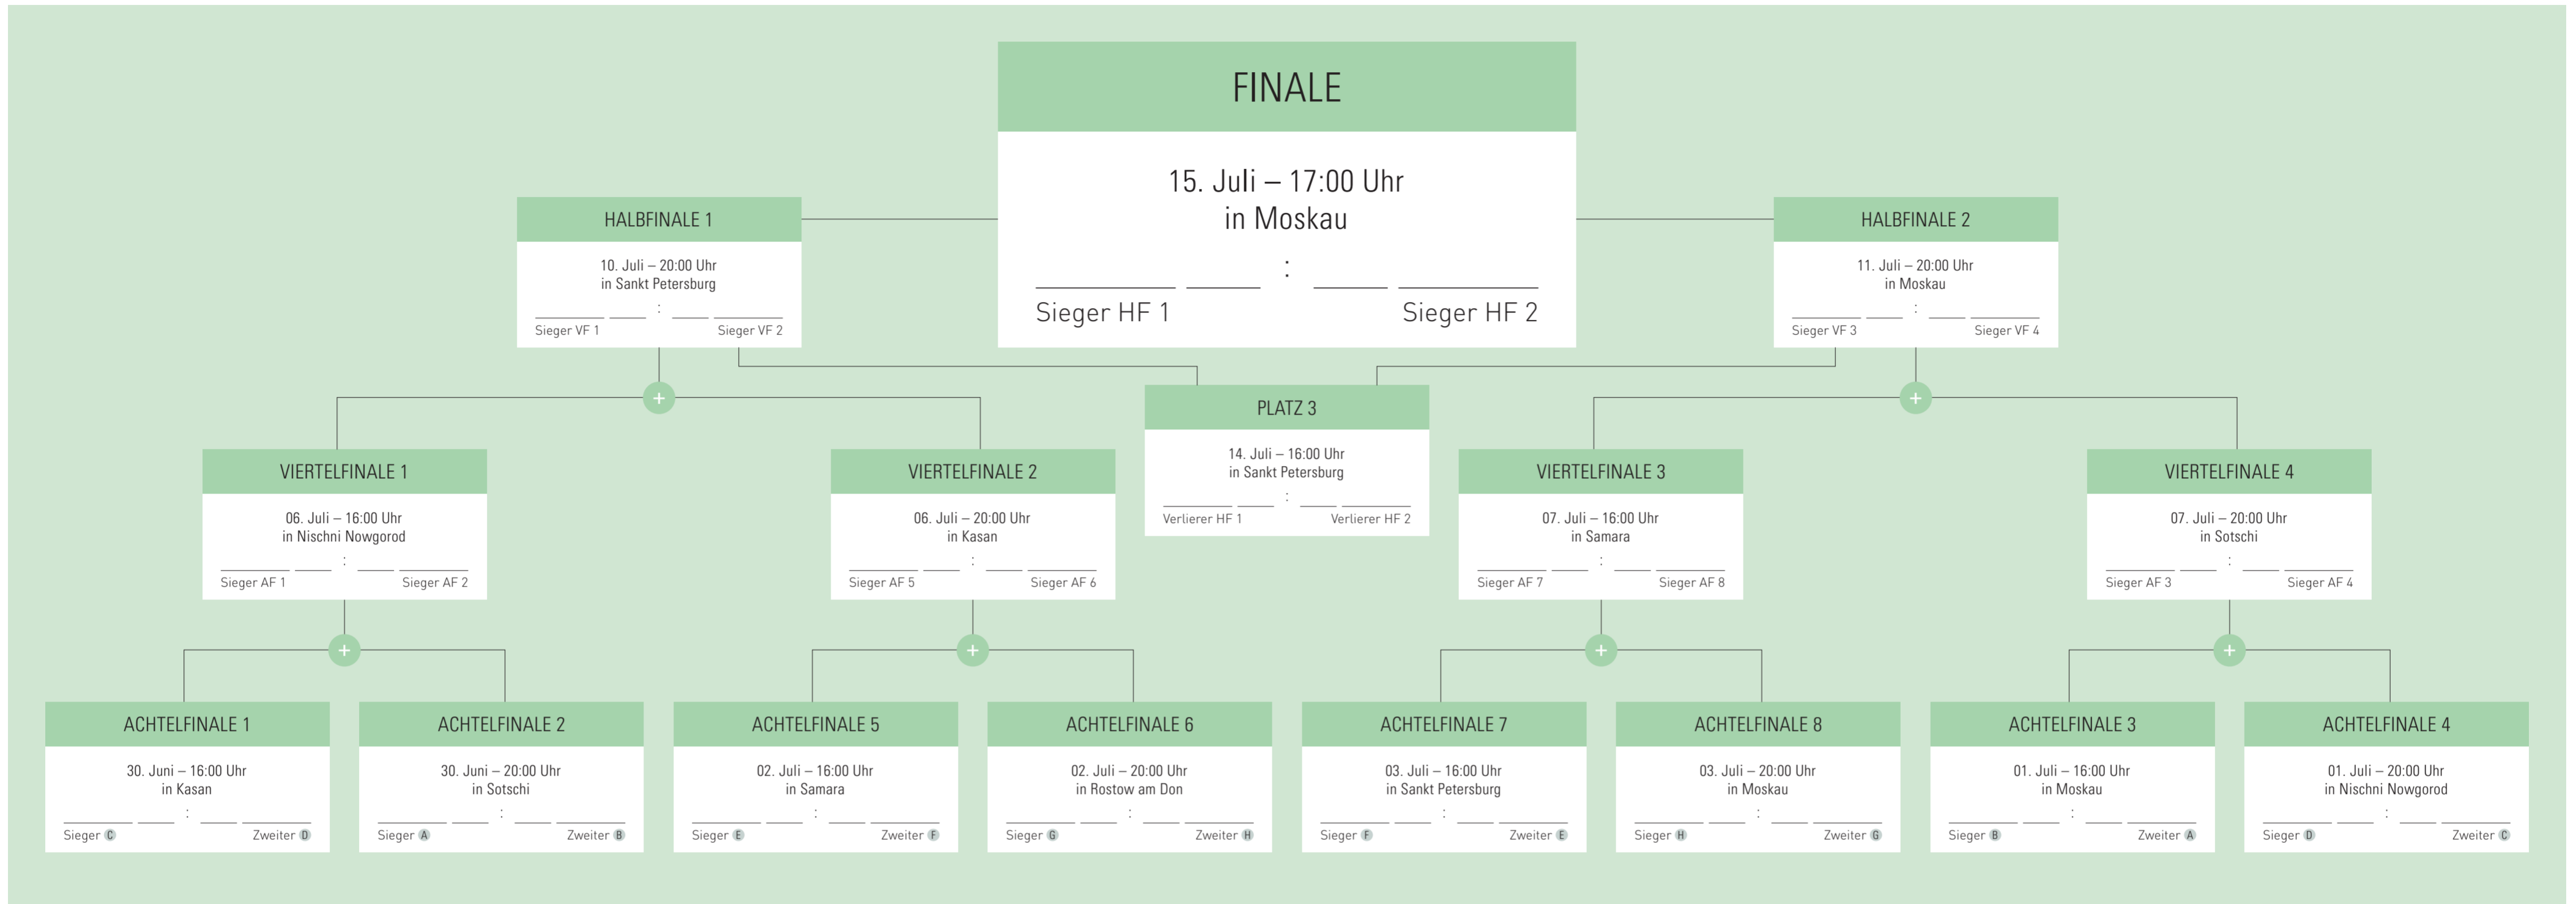 FINALE
15. Juli – 17:00 Uhr
in Moskau
:
Sieger HF 1 Sieger HF 2
HALBFINALE 1
10. Juli – 20:00 Uhr
in Sankt Petersburg
:
Sieger VF 1 Sieger VF 2
HALBFINALE 2
11. Juli – 20:00 Uhr
in Moskau
:
Sieger VF 3 Sieger VF 4
+
+
PLATZ 3
14. Juli – 16:00 Uhr
in Sankt Petersburg
:
Verlierer HF 1 Verlierer HF 2
VIERTELFINALE 1
06. Juli – 16:00 Uhr
in Nischni Nowgorod
:
Sieger AF 1 Sieger AF 2
VIERTELFINALE 2
06. Juli – 20:00 Uhr
in Kasan
:
Sieger AF 5 Sieger AF 6
VIERTELFINALE 3
07. Juli – 16:00 Uhr
in Samara
:
Sieger AF 7 Sieger AF 8
VIERTELFINALE 4
07. Juli – 20:00 Uhr
in Sotschi
:
Sieger AF 3 Sieger AF 4
+
+
+
+
ACHTELFINALE 1
30. Juni – 16:00 Uhr
in Kasan
:
Sieger C Zweiter D
ACHTELFINALE 2
30. Juni – 20:00 Uhr
in Sotschi
:
Sieger A Zweiter B
ACHTELFINALE 5
02. Juli – 16:00 Uhr
in Samara
:
Sieger E Zweiter F
ACHTELFINALE 6
02. Juli – 20:00 Uhr
in Rostow am Don
:
Sieger G Zweiter H
ACHTELFINALE 7
03. Juli – 16:00 Uhr
in Sankt Petersburg
:
Sieger F Zweiter E
ACHTELFINALE 8
03. Juli – 20:00 Uhr
in Moskau
:
Sieger H Zweiter G
ACHTELFINALE 3
01. Juli – 16:00 Uhr
in Moskau
:
Sieger B Zweiter A
ACHTELFINALE 4
01. Juli – 20:00 Uhr
in Nischni Nowgorod
:
Sieger D Zweiter C